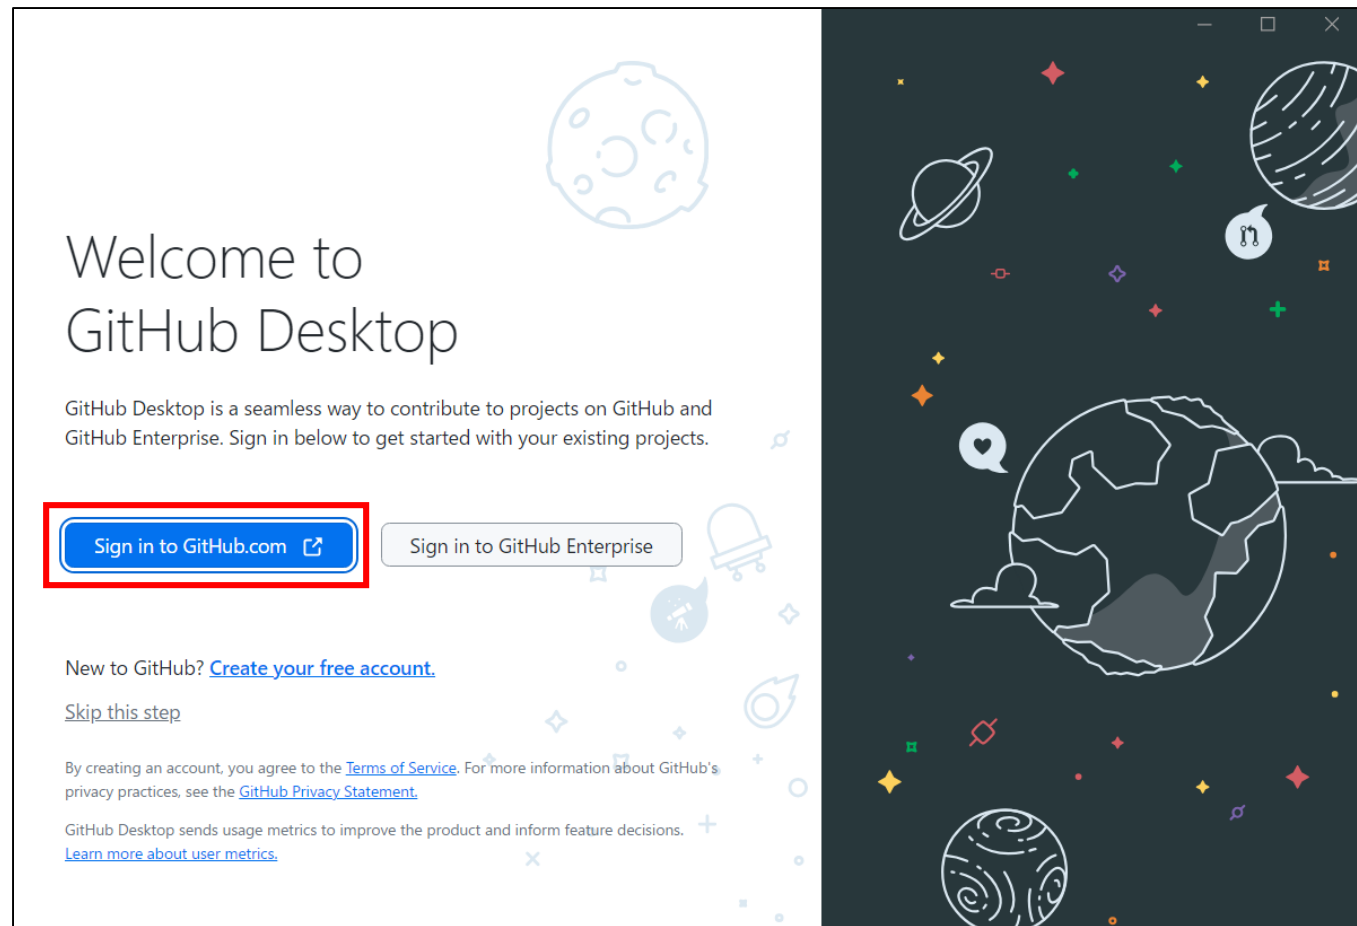 Welcome to
GitHub Desktop
GitHub Desktop is a seamless way to contribute to projects on GitHub and
GitHub Enterprise. Sign in below to get started with your existing projects.
Sign in to GitHub.com
Sign in to GitHub Enterprise
New to GitHub? Create your free account.
Skip this step
By creating an account, you agree to the Terms of Service. For more information about GitHub's
privacy practices, see the GitHub Privacy Statement.
GitHub Desktop sends usage metrics to improve the product and inform feature decisions.
Learn more about user metrics.